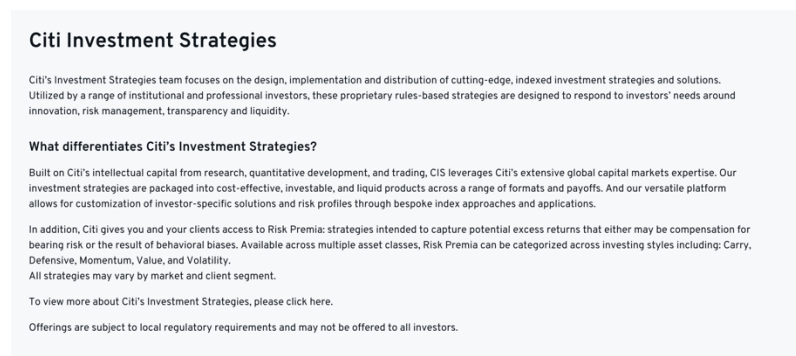 Citi Investment Strategies
Citi's Investment Strategies team focuses on the design, implementation and distribution of cutting-edge, indexed investment strategies and solutions.
Utilized by a range of institutional and professional investors, these proprietary rules-based strategies are designed to respond to investors' needs around
innovation, risk management, transparency and liquidity.
What differentiates Citi's Investment Strategies?
Built on Citi's intellectual capital from research, quantitative development, and trading, CIS leverages Citi's extensive global capital markets expertise. Our
investment strategies are packaged into cost-effective, investable, and liquid products across a range of formats and payoffs. And our versatile platform
allows for customization of investor-specific solutions and risk profiles through bespoke index approaches and applications.
In addition, Citi gives you and your clients access to Risk Premia: strategies intended to capture potential excess returns that either may be compensation for
bearing risk or the result of behavioral biases. Available across multiple asset classes, Risk Premia can be categorized across investing styles including: Carry,
Defensive, Momentum, Value, and Volatility.
All strategies may vary by market and client segment.
To view more about Citi's Investment Strategies, please click here.
Offerings are subject to local regulatory requirements and may not be offered to all investors.